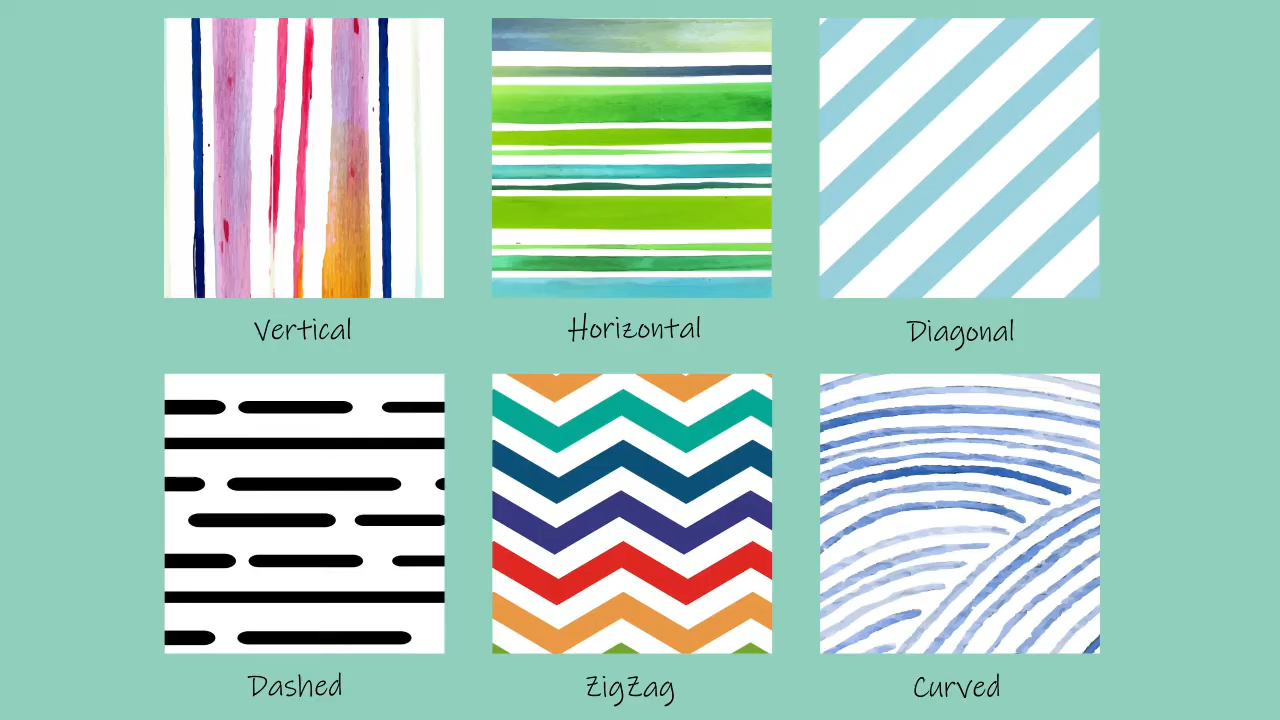 Vertical
Horizontal
Diagonal
Dashed
ZigZag
Curved